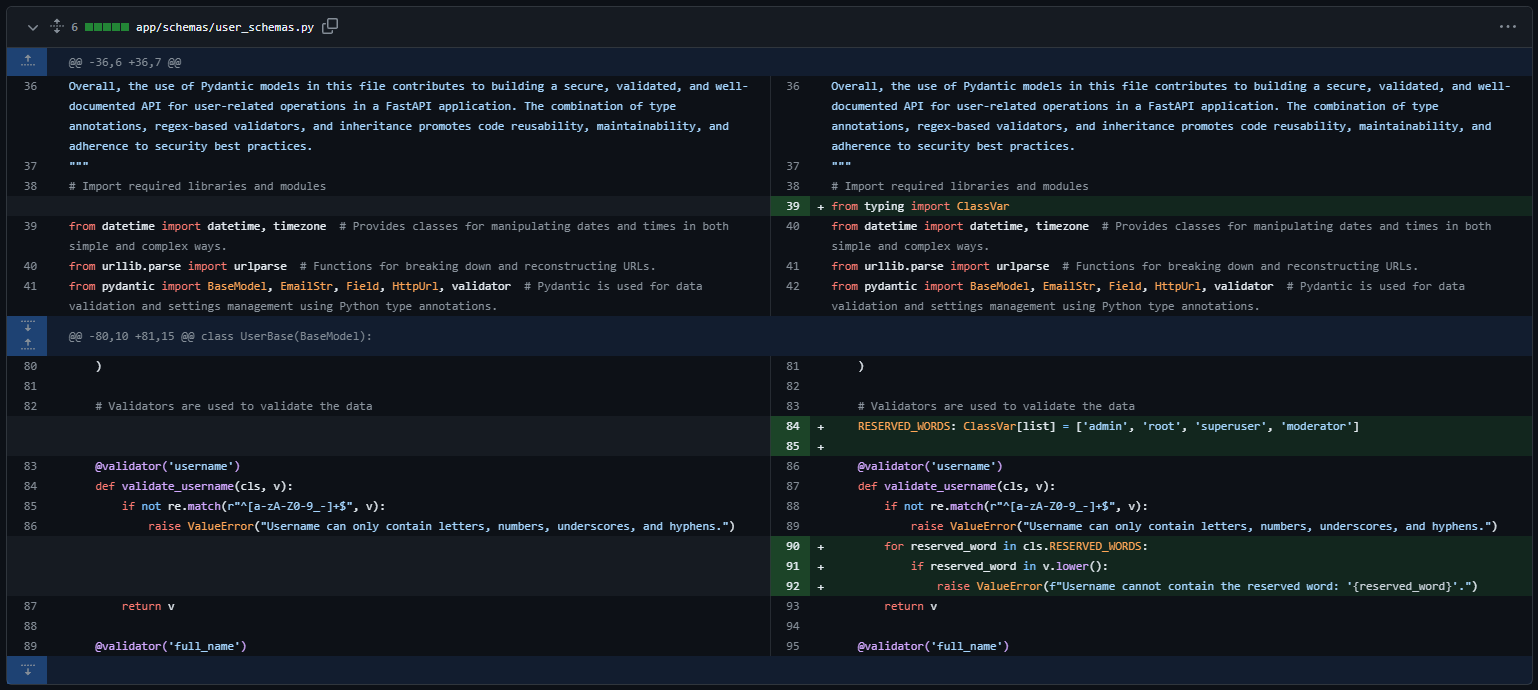 6 app/schemas/user_schemas.py
@@ -36,6 +36,7 @@
36 Overall, the use of Pydantic models in this file contributes to building a secure, validated, and well-
documented API for user-related operations in a FastAPI application. The combination of type
annotations, regex-based validators, and inheritance promotes code reusability, maintainability, and
adherence to security best practices.
37 """
38 # Import required libraries and modules
39 from datetime import datetime, timezone  # Provides classes for manipulating dates and times in both
simple and complex ways.
40 from urllib.parse import urlparse  # Functions for breaking down and reconstructing URLs.
41 from pydantic import BaseModel, EmailStr, Field, HttpUrl, validator  # Pydantic is used for data
validation and settings management using Python type annotations.
36 Overall, the use of Pydantic models in this file contributes to building a secure, validated, and well-
documented API for user-related operations in a FastAPI application. The combination of type
annotations, regex-based validators, and inheritance promotes code reusability, maintainability, and
adherence to security best practices.
37 """
38 # Import required libraries and modules
39 + from typing import ClassVar
40 from datetime import datetime, timezone  # Provides classes for manipulating dates and times in both
simple and complex ways.
41 from urllib.parse import urlparse  # Functions for breaking down and reconstructing URLs.
42 from pydantic import BaseModel, EmailStr, Field, HttpUrl, validator  # Pydantic is used for data
validation and settings management using Python type annotations.
@@ -80,10 +81,15 @@ class UserBase(BaseModel):
80     )
81
82     # Validators are used to validate the data
83     @validator('username')
84     def validate_username(cls, v):
85         if not re.match(r"^[a-zA-Z0-9_-]+$", v):
86             raise ValueError("Username can only contain letters, numbers, underscores, and hyphens.")
87         return v
88
89     @validator('full_name')
81     )
82
83     # Validators are used to validate the data
84 +     RESERVED_WORDS: ClassVar[list] = ['admin', 'root', 'superuser', 'moderator']
85 +
86     @validator('username')
87     def validate_username(cls, v):
88         if not re.match(r"^[a-zA-Z0-9_-]+$", v):
89             raise ValueError("Username can only contain letters, numbers, underscores, and hyphens.")
90 +         for reserved_word in cls.RESERVED_WORDS:
91 +             if reserved_word in v.lower():
92 +                 raise ValueError(f"Username cannot contain the reserved word: '{reserved_word}'.")
93         return v
94
95     @validator('full_name')